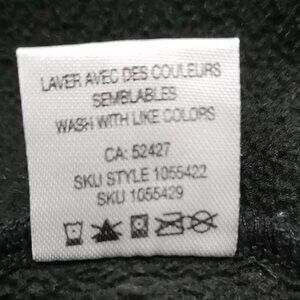 LAVER AVEC DES COULEURS
SEMBLABLES
WASH WITH LIKE COLORS
CA: 52427
SKU STYLE 1055422
SKU 1055429